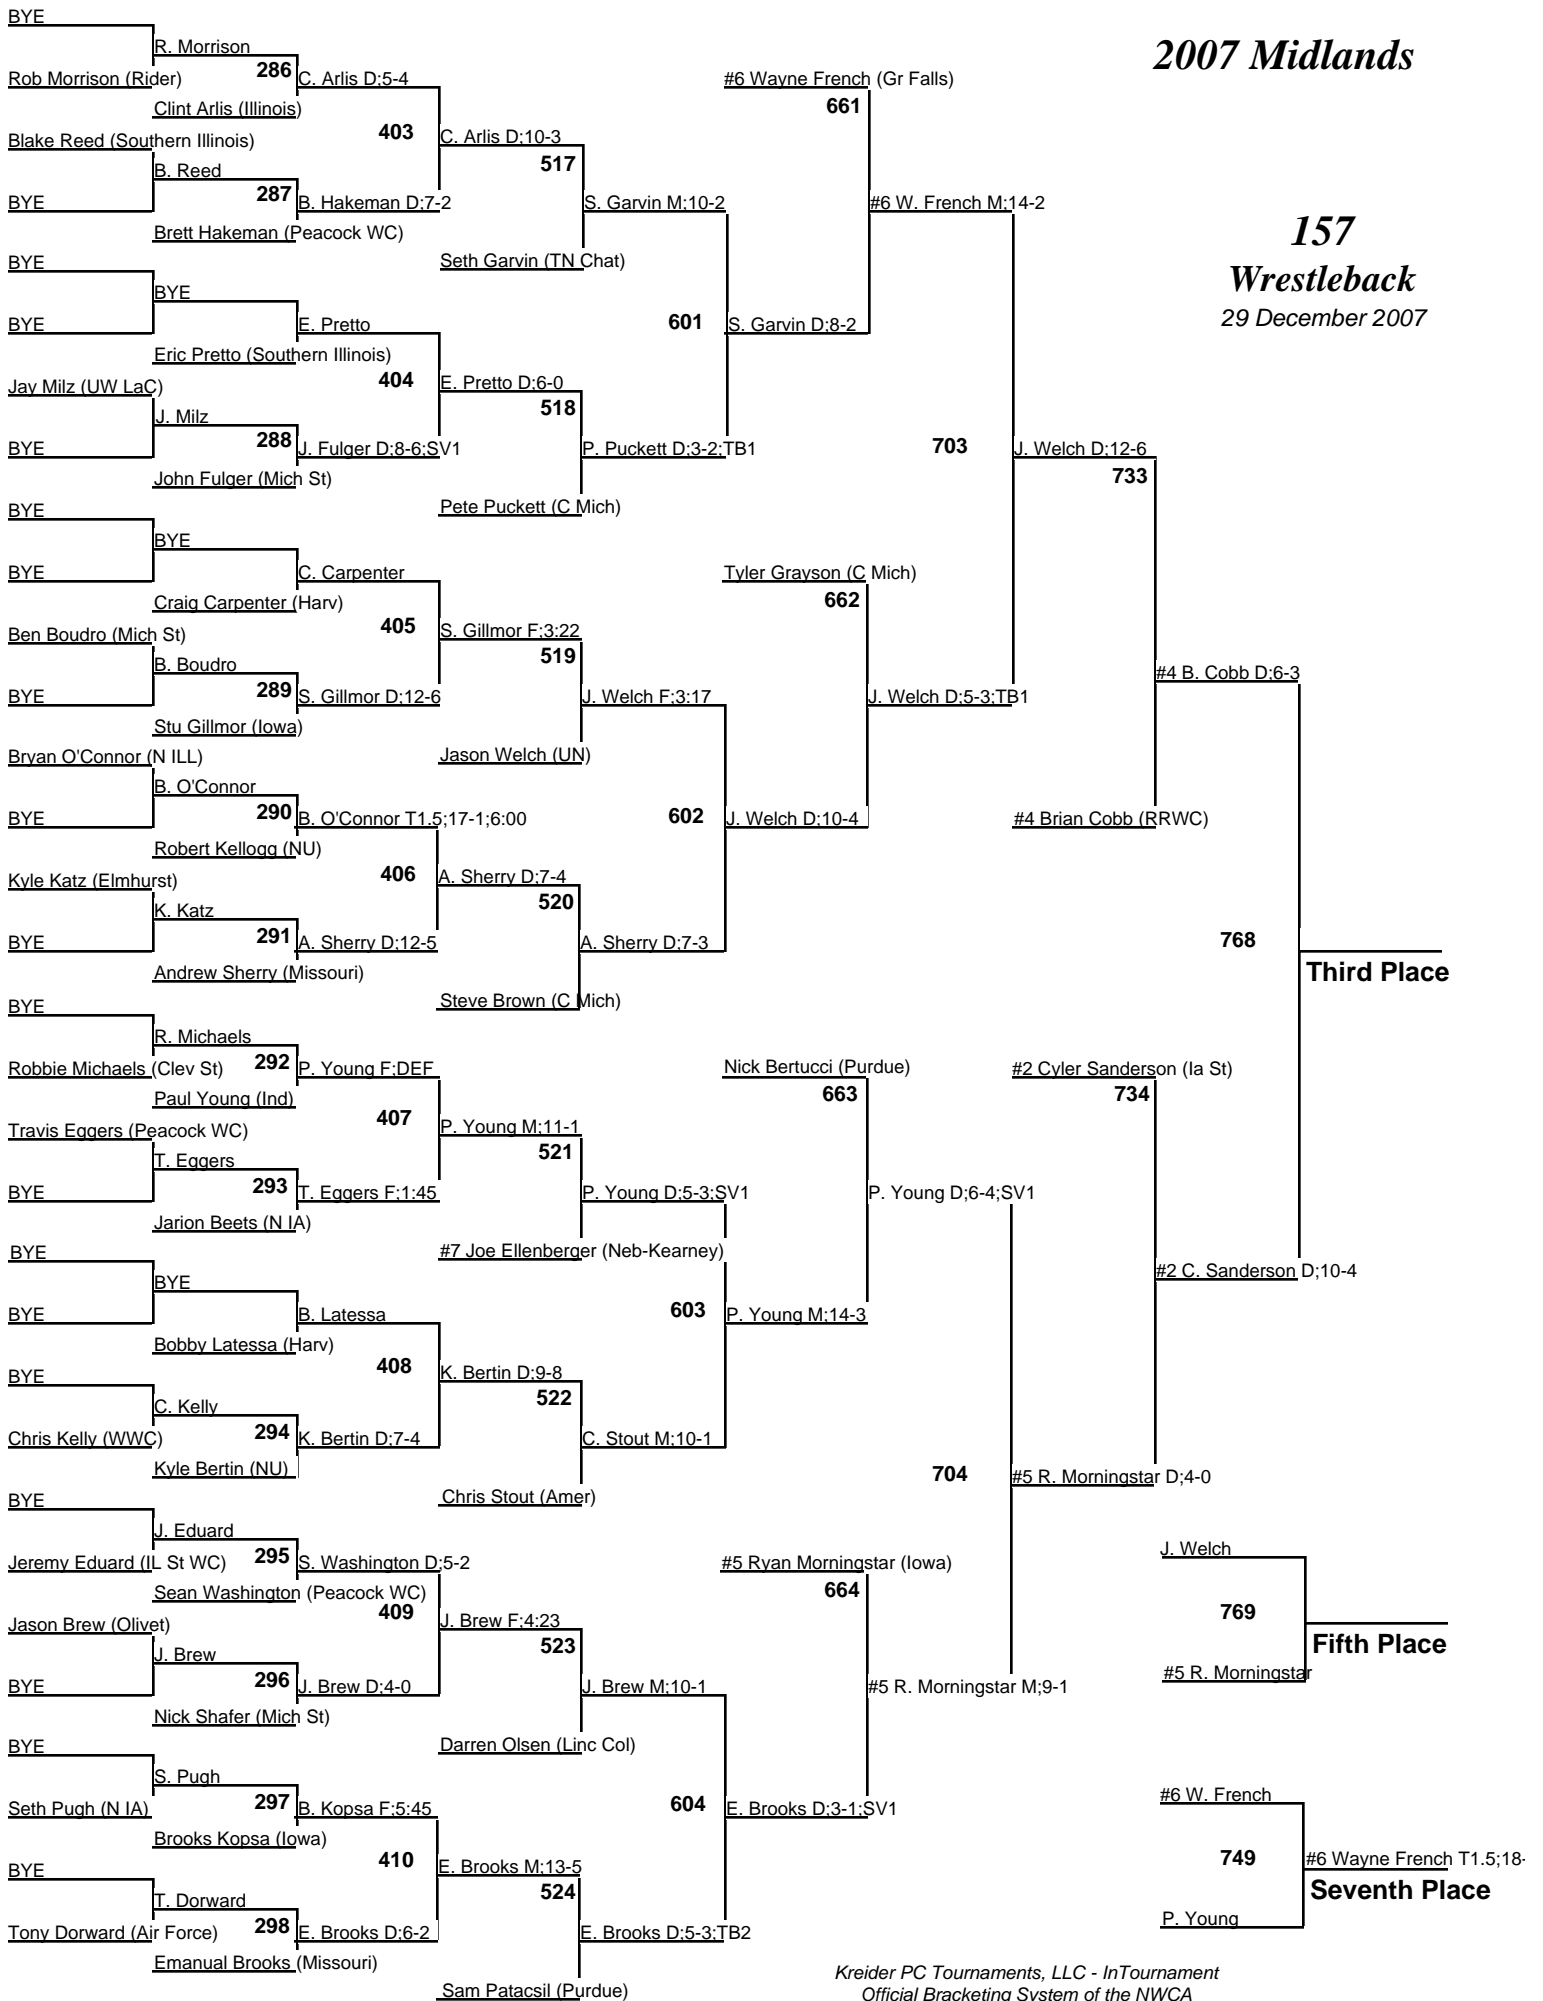 BYE
2007 Midlands
R. Morrison
286
Rob Morrison (Rider)
C. Arlis D;5-4
#6 Wayne French (Gr Falls)
661
Clint Arlis (Illinois)
403
Blake Reed (Southern Illinois)
C. Arlis D;10-3
517
B. Reed
287
BYE
B. Hakeman D;7-2
S. Garvin M;10-2
#6 W. French M;14-2
157
Brett Hakeman (Peacock WC)
Seth Garvin (TN Chat)
Wrestleback
BYE
BYE
29 December 2007
BYE
E. Pretto
601
S. Garvin D;8-2
Eric Pretto (Southern Illinois)
404
Jay Milz (UW LaC)
E. Pretto D;6-0
518
J. Milz
288
BYE
J. Fulger D;8-6;SV1
P. Puckett D;3-2;TB1
703
J. Welch D;12-6
733
John Fulger (Mich St)
Pete Puckett (C Mich)
BYE
BYE
BYE
C. Carpenter
Tyler Grayson (C Mich)
662
Craig Carpenter (Harv)
405
Ben Boudro (Mich St)
S. Gillmor F;3:22
519
B. Boudro
#4 B. Cobb D;6-3
289
BYE
S. Gillmor D;12-6
J. Welch F;3:17
J. Welch D;5-3;TB1
Stu Gillmor (Iowa)
Bryan O'Connor (N ILL)
Jason Welch (UN)
B. O'Connor
290
BYE
B. O'Connor T1.5;17-1;6:00
602
J. Welch D;10-4
#4 Brian Cobb (RRWC)
Robert Kellogg (NU)
406
Kyle Katz (Elmhurst)
A. Sherry D;7-4
520
K. Katz
291
BYE
A. Sherry D;12-5
A. Sherry D;7-3
768
Third Place
Andrew Sherry (Missouri)
Steve Brown (C Mich)
BYE
R. Michaels
292
Robbie Michaels (Clev St)
P. Young F;DEF
Nick Bertucci (Purdue)
663
#2 Cyler Sanderson (Ia St)
734
Paul Young (Ind)
407
Travis Eggers (Peacock WC)
P. Young M;11-1
521
T. Eggers
293
BYE
T. Eggers F;1:45
P. Young D;5-3;SV1
P. Young D;6-4;SV1
Jarion Beets (N IA)
#7 Joe Ellenberger (Neb-Kearney)
BYE
BYE
#2 C. Sanderson D;10-4
BYE
B. Latessa
603
P. Young M;14-3
Bobby Latessa (Harv)
408
BYE
K. Bertin D;9-8
522
C. Kelly
294
Chris Kelly (WWC)
K. Bertin D;7-4
C. Stout M;10-1
Kyle Bertin (NU)
704
#5 R. Morningstar D;4-0
BYE
Chris Stout (Amer)
J. Eduard
295
Jeremy Eduard (IL St WC)
S. Washington D;5-2
#5 Ryan Morningstar (Iowa)
664
J. Welch
Sean Washington (Peacock WC)
409
Jason Brew (Olivet)
J. Brew F;4:23
523
769
Fifth Place
J. Brew
296
BYE
J. Brew D;4-0
J. Brew M;10-1
#5 R. Morningstar M;9-1
#5 R. Morningstar
Nick Shafer (Mich St)
Darren Olsen (Linc Col)
BYE
S. Pugh
297
Seth Pugh (N IA)
B. Kopsa F;5:45
604
E. Brooks D;3-1;SV1
#6 W. French
Brooks Kopsa (Iowa)
410
BYE
E. Brooks M;13-5
524
749
#6 Wayne French T1.5;18-
Seventh Place
T. Dorward
298
Tony Dorward (Air Force)
E. Brooks D;6-2
E. Brooks D;5-3;TB2
P. Young
Emanual Brooks (Missouri)
Sam Patacsil (Purdue)
Kreider PC Tournaments, LLC - InTournament
Official Bracketing System of the NWCA